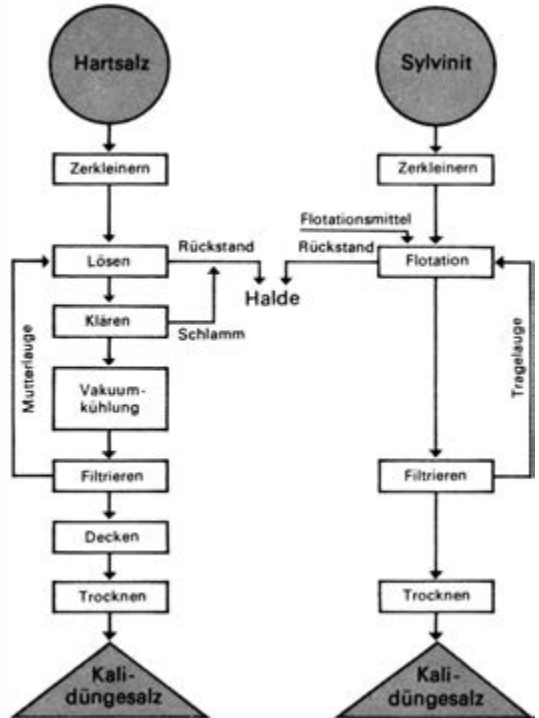 Hartsalz
Sylvinit
Zerkleinern
Zerkleinern
Flotationsmittel
Rückstand
Rückstand
Lösen
Flotation
Halde
Klären
Schlamm
Mutterlauge
Tragelauge
Vakuum-
kühlung
Filtrieren
Filtrieren
Decken
Trocknen
Trocknen
Kali-
düngesalz
Kali-
düngesalz